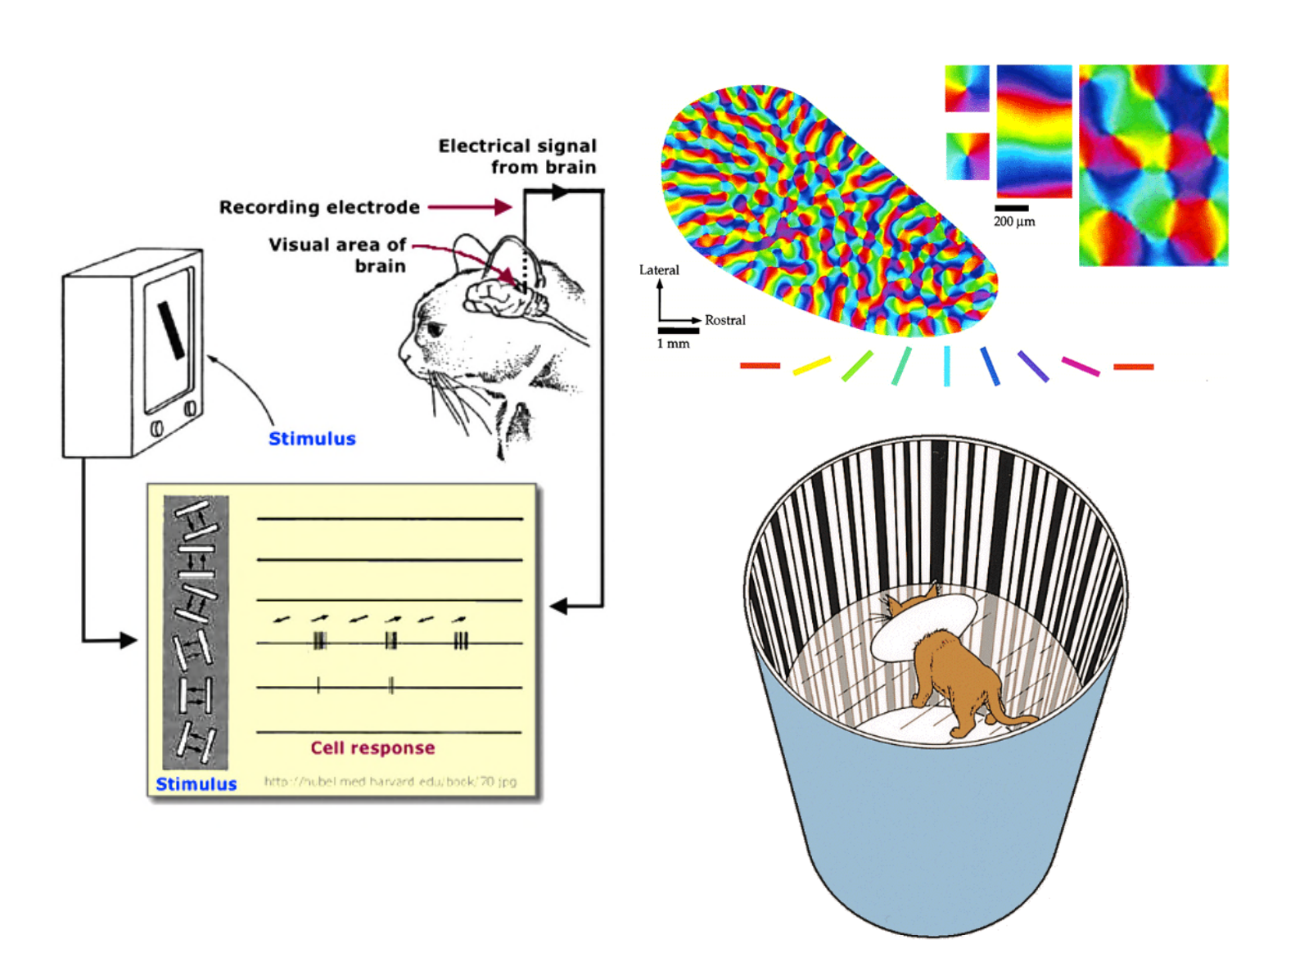 Electrical signal
from brain
Recording electrode
Visual area of
brain
Stimulus
Cell response
Stimulus
http://hubel.med.harvard.edu/book/70.jpg
Lateral
Rostral
1 mm
200 µm